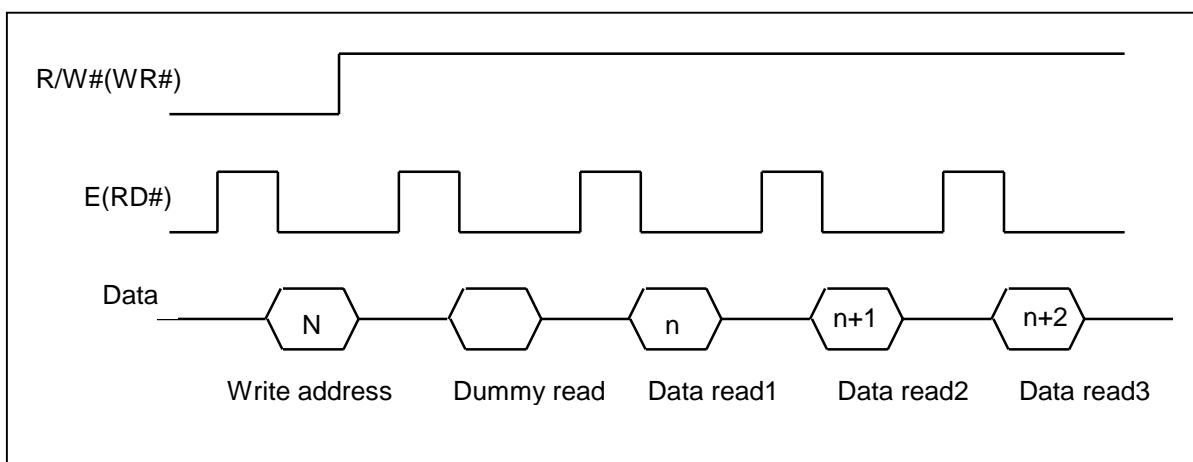 R/W#(WR#)
E(RD#)
Data
N n n+1 n+2
Write address Dummy read Data read1 Data read2 Data read3